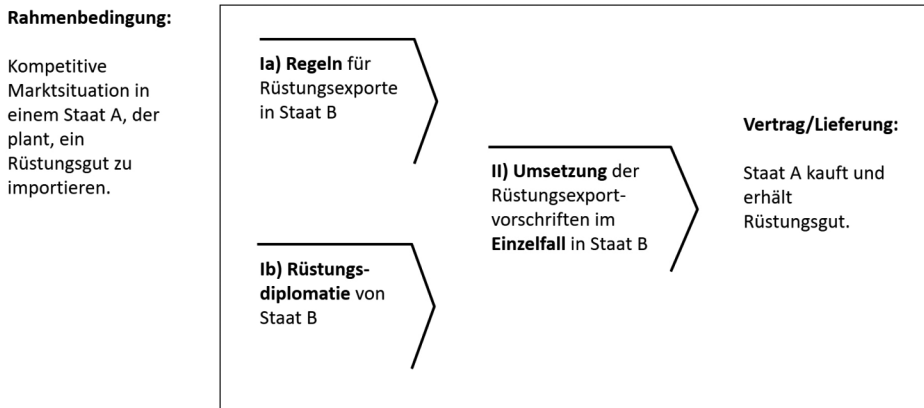 Rahmenbedingung:
Kompetitive
Marktsituation in
einem Staat A, der
plant, ein
Rüstungsgut zu
importieren.
Ia) Regeln für
Rüstungsexporte
in Staat B
Ib) Rüstungs-
diplomatie von
Staat B
II) Umsetzung der
Rüstungsexport-
vorschriften im
Einzelfall in Staat B
Vertrag/Lieferung:
Staat A kauft und
erhält
Rüstungsgut.